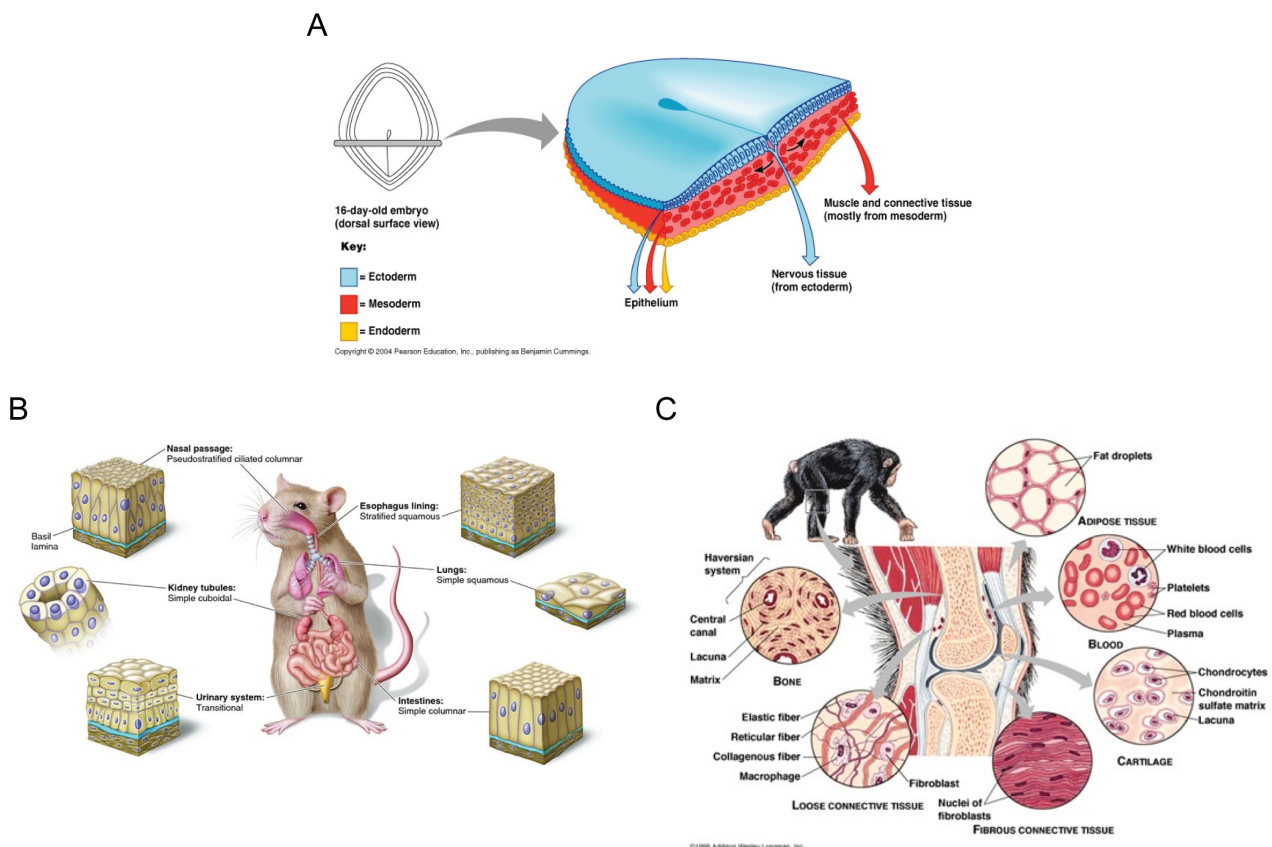 A
16-day-old embryo
(dorsal surface view)
Key:
= Ectoderm
= Mesoderm
= Endoderm
Muscle and connective tissue
(mostly from mesoderm)
Nervous tissue
(from ectoderm)
Epithelium
Copyright © 2004 Pearson Education, Inc., publishing as Benjamin Cummings.
B
Nasal passage:
Pseudostratified ciliated columnar
Basil
lamina
Esophagus lining:
Stratified squamous
Kidney tubules:
Simple cuboidal
Lungs:
Simple squamous
Urinary system:
Transitional
Intestines:
Simple columnar
C
Fat droplets
ADIPOSE TISSUE
Haversian
system
Central
canal
Lacuna
Matrix
BONE
White blood cells
Platelets
Red blood cells
Plasma
BLOOD
Chondrocytes
Chondroitin
sulfate matrix
Lacuna
CARTILAGE
Elastic fiber
Reticular fiber
Collagenous fiber
Macrophage
Fibroblast
LOOSE CONNECTIVE TISSUE
Nuclei of
fibroblasts
FIBROUS CONNECTIVE TISSUE
©1999 Addison Wesley Longman, Inc.